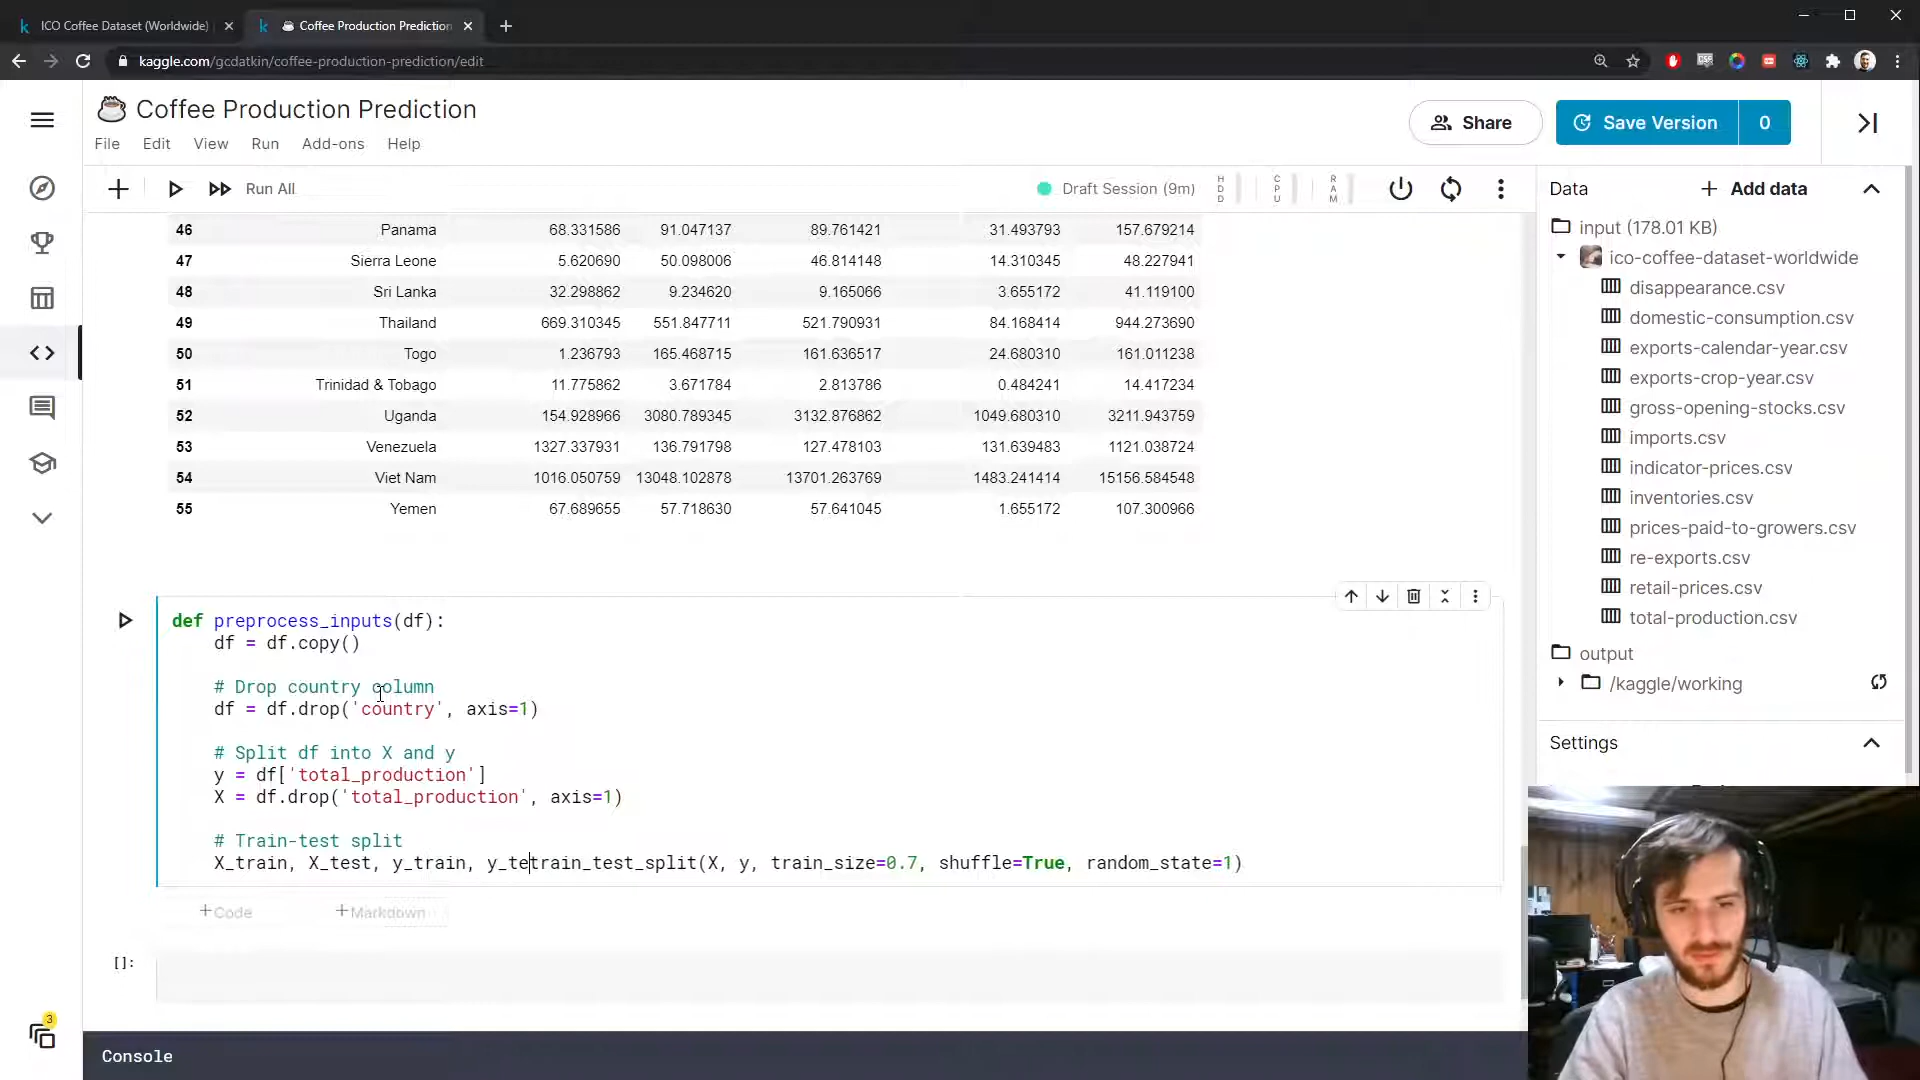 ICO Coffee Dataset (Worldwide)
Coffee Production Prediction
kaggle.com/gcdatkin/coffee-production-prediction/edit
Coffee Production Prediction
File Edit View Run Add-ons Help
Share
Save Version 0
Run All
Draft Session (9m)
HDD
CPU
RAM
46 Panama 68.331586 91.047137 89.761421 31.493793 157.679214
47 Sierra Leone 5.620690 50.098006 46.814148 14.310345 48.227941
48 Sri Lanka 32.298862 9.234620 9.165066 3.655172 41.119100
49 Thailand 669.310345 551.847711 521.790931 84.168414 944.273690
50 Togo 1.236793 165.468715 161.636517 24.680310 161.011238
51 Trinidad & Tobago 11.775862 3.671784 2.813786 0.484241 14.417234
52 Uganda 154.928966 3080.789345 3132.876862 1049.680310 3211.943759
53 Venezuela 1327.337931 136.791798 127.478103 131.639483 1121.038724
54 Viet Nam 1016.050759 13048.102878 13701.263769 1483.241414 15156.584548
55 Yemen 67.689655 57.718630 57.641045 1.655172 107.300966
def preprocess_inputs(df):
df = df.copy()
# Drop country column
df = df.drop('country', axis=1)
# Split df into X and y
y = df['total_production']
X = df.drop('total_production', axis=1)
# Train-test split
X_train, X_test, y_train, y_tetrain_test_split(X, y, train_size=0.7, shuffle=True, random_state=1)
+ Code + Markdown
[]:
Console
3
Data
+ Add data
input (178.01 KB)
ico-coffee-dataset-worldwide
disappearance.csv
domestic-consumption.csv
exports-calendar-year.csv
exports-crop-year.csv
gross-opening-stocks.csv
imports.csv
indicator-prices.csv
inventories.csv
prices-paid-to-growers.csv
re-exports.csv
retail-prices.csv
total-production.csv
output
/kaggle/working
Settings